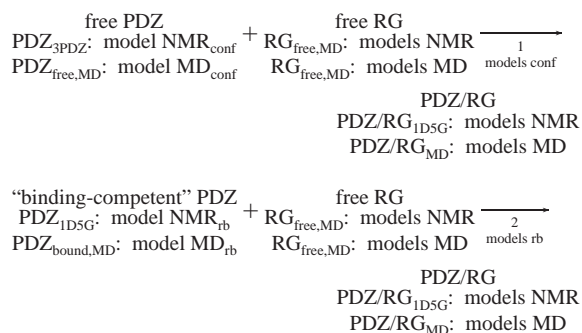 free PDZ + free RG
PDZ3PDZ: model NMRconf RGfree,MD: models NMR 1
PDZfree,MD: model MDconf RGfree,MD: models MD models conf
PDZ/RG
PDZ/RG1D5G: models NMR
PDZ/RGMD: models MD
“binding-competent” PDZ + free RG
PDZ1D5G: model NMRrb RGfree,MD: models NMR 2
PDZbound,MD: model MDrb RGfree,MD: models MD models rb
PDZ/RG
PDZ/RG1D5G: models NMR
PDZ/RGMD: models MD